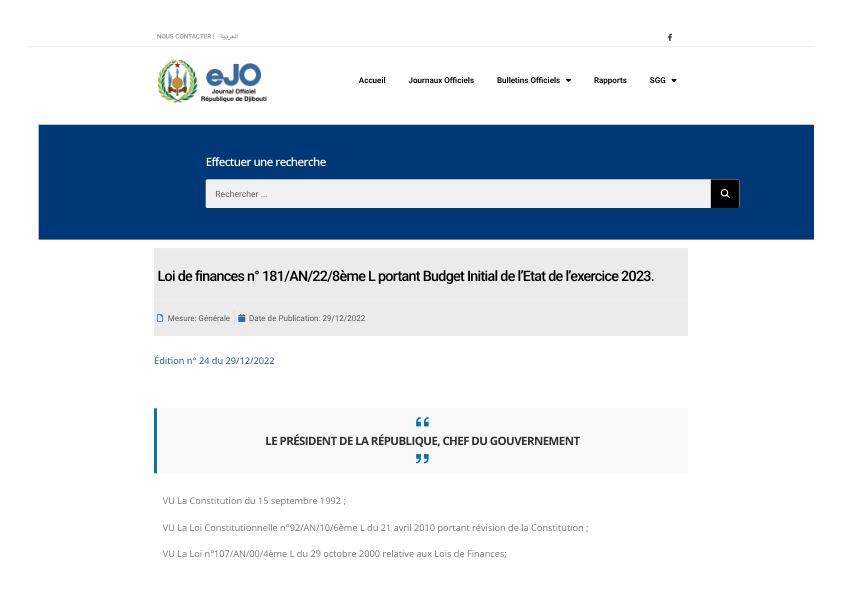 NOUS CONTACTER | العربية
eJO
Journal Officiel
République de Djibouti
Accueil Journaux Officiels Bulletins Officiels Rapports SGG
Effectuer une recherche
Rechercher ...
Loi de finances n° 181/AN/22/8ème L portant Budget Initial de l’Etat de l’exercice 2023.
Mesure: Générale Date de Publication: 29/12/2022
Édition n° 24 du 29/12/2022
“
LE PRÉSIDENT DE LA RÉPUBLIQUE, CHEF DU GOUVERNEMENT
”
VU La Constitution du 15 septembre 1992 ;
VU La Loi Constitutionnelle n°92/AN/10/6ème L du 21 avril 2010 portant révision de la Constitution ;
VU La Loi n°107/AN/00/4ème L du 29 octobre 2000 relative aux Lois de Finances;